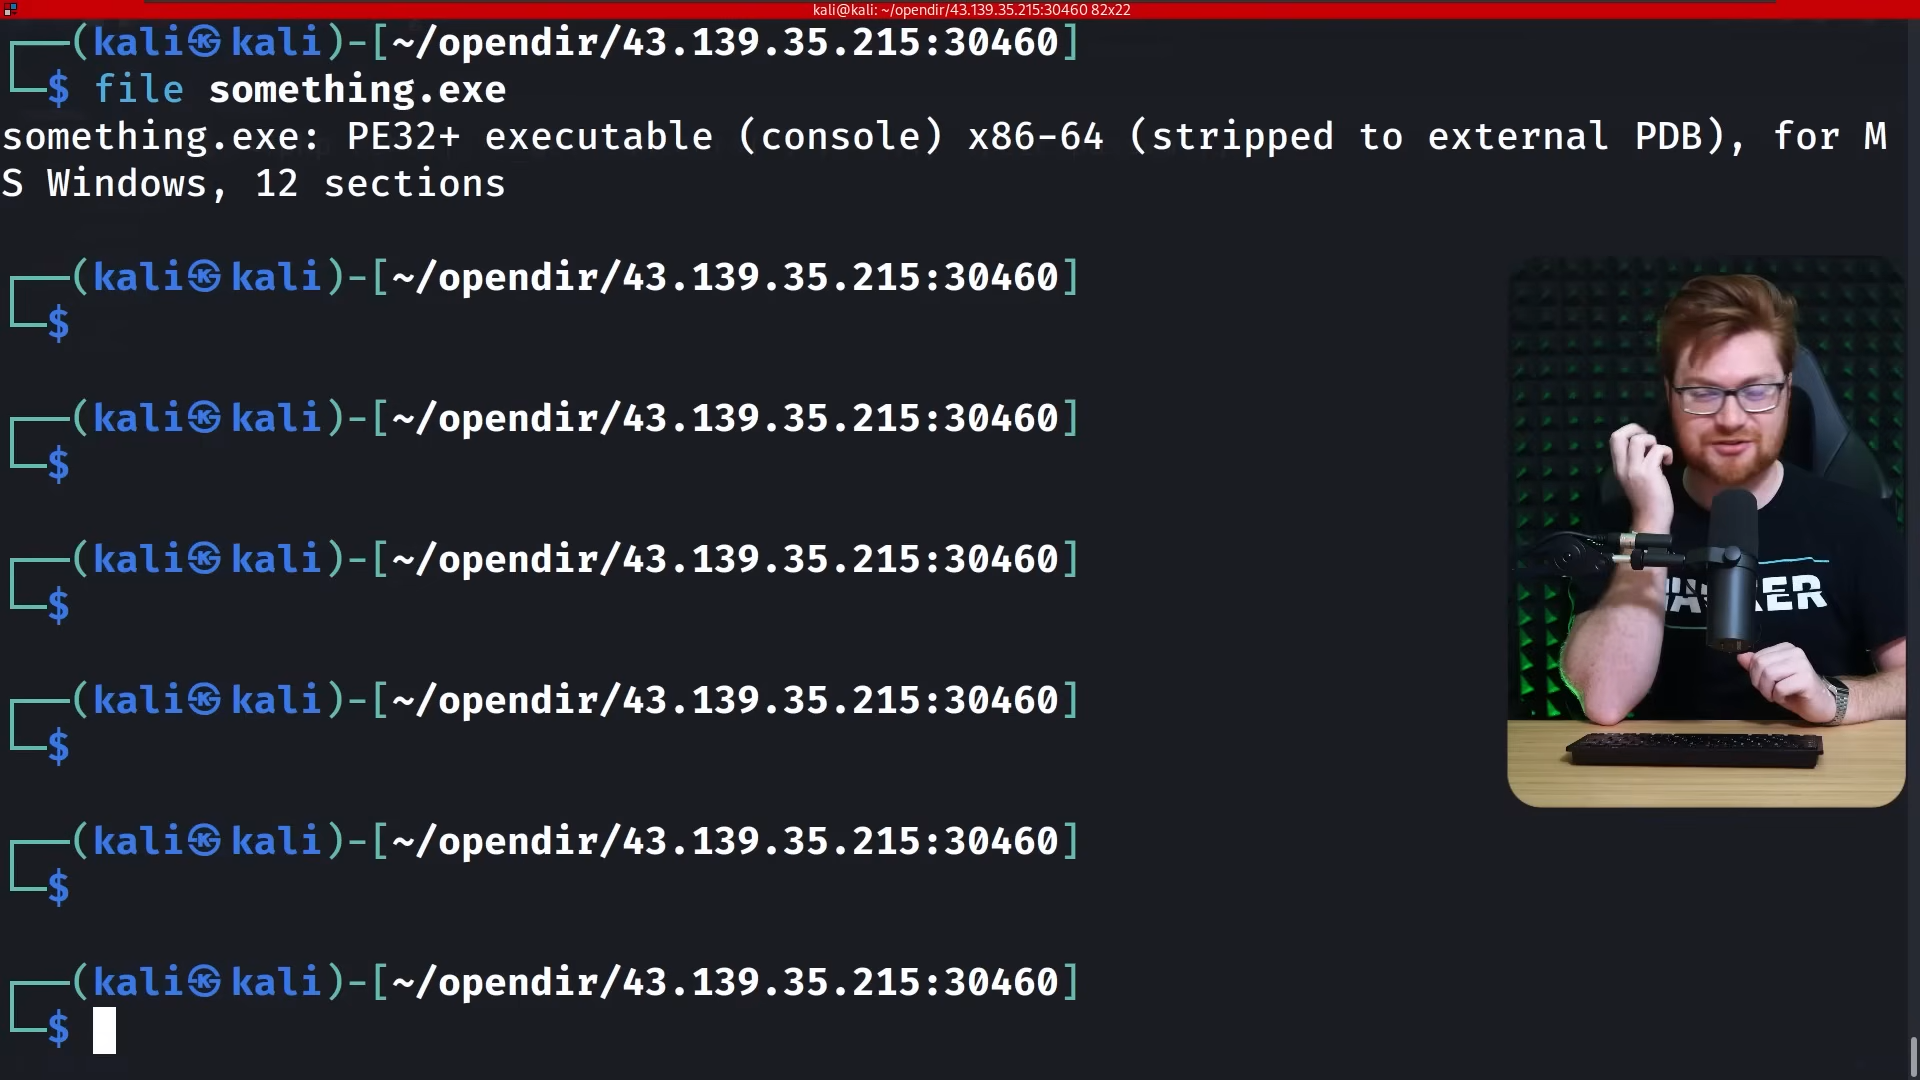 kali@kali: ~/opendir/43.139.35.215:30460 82x22
┌──(kali㉿kali)-[~/opendir/43.139.35.215:30460]
└─$ file something.exe
something.exe: PE32+ executable (console) x86-64 (stripped to external PDB), for M
S Windows, 12 sections
┌──(kali㉿kali)-[~/opendir/43.139.35.215:30460]
└─$
┌──(kali㉿kali)-[~/opendir/43.139.35.215:30460]
└─$
┌──(kali㉿kali)-[~/opendir/43.139.35.215:30460]
└─$
┌──(kali㉿kali)-[~/opendir/43.139.35.215:30460]
└─$
┌──(kali㉿kali)-[~/opendir/43.139.35.215:30460]
└─$
┌──(kali㉿kali)-[~/opendir/43.139.35.215:30460]
└─$